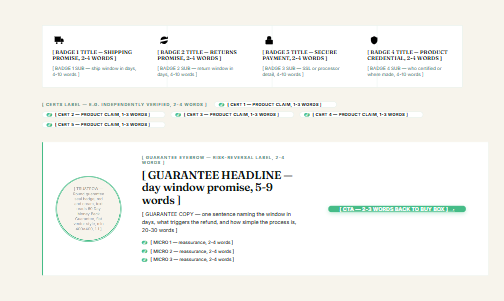 [ BADGE 1 TITLE — SHIPPING PROMISE, 2-4 WORDS ]
[ BADGE 1 SUB — ship window in days, 4-10 words ]
[ BADGE 2 TITLE — RETURNS PROMISE, 2-4 WORDS ]
[ BADGE 2 SUB — return window in days, 4-10 words ]
[ BADGE 3 TITLE — SECURE PAYMENT, 2-4 WORDS ]
[ BADGE 3 SUB — SSL or processor detail, 4-10 words ]
[ BADGE 4 TITLE — PRODUCT CREDENTIAL, 2-4 WORDS ]
[ BADGE 4 SUB — who certified or where made, 4-10 words ]
[ CERTS LABEL — E.G. INDEPENDENTLY VERIFIED, 2-4 WORDS ]
[ CERT 1 — PRODUCT CLAIM, 1-3 WORDS ]
[ CERT 2 — PRODUCT CLAIM, 1-3 WORDS ]
[ CERT 3 — PRODUCT CLAIM, 1-3 WORDS ]
[ CERT 4 — PRODUCT CLAIM, 1-3 WORDS ]
[ CERT 5 — PRODUCT CLAIM, 1-3 WORDS ]
[ GUARANTEE EYEBROW — RISK-REVERSAL LABEL, 2-4
WORDS ]
[ GUARANTEE HEADLINE —
day window promise, 5-9
words ]
[ GUARANTEE COPY — one sentence naming the window in
days, what triggers the refund, and how simple the process is,
20-30 words ]
[ MICRO 1 — reassurance, 2-4 words ]
[ MICRO 2 — reassurance, 2-4 words ]
[ MICRO 3 — reassurance, 2-4 words ]
[ CTA — 2-3 WORDS BACK TO BUY BOX ] →